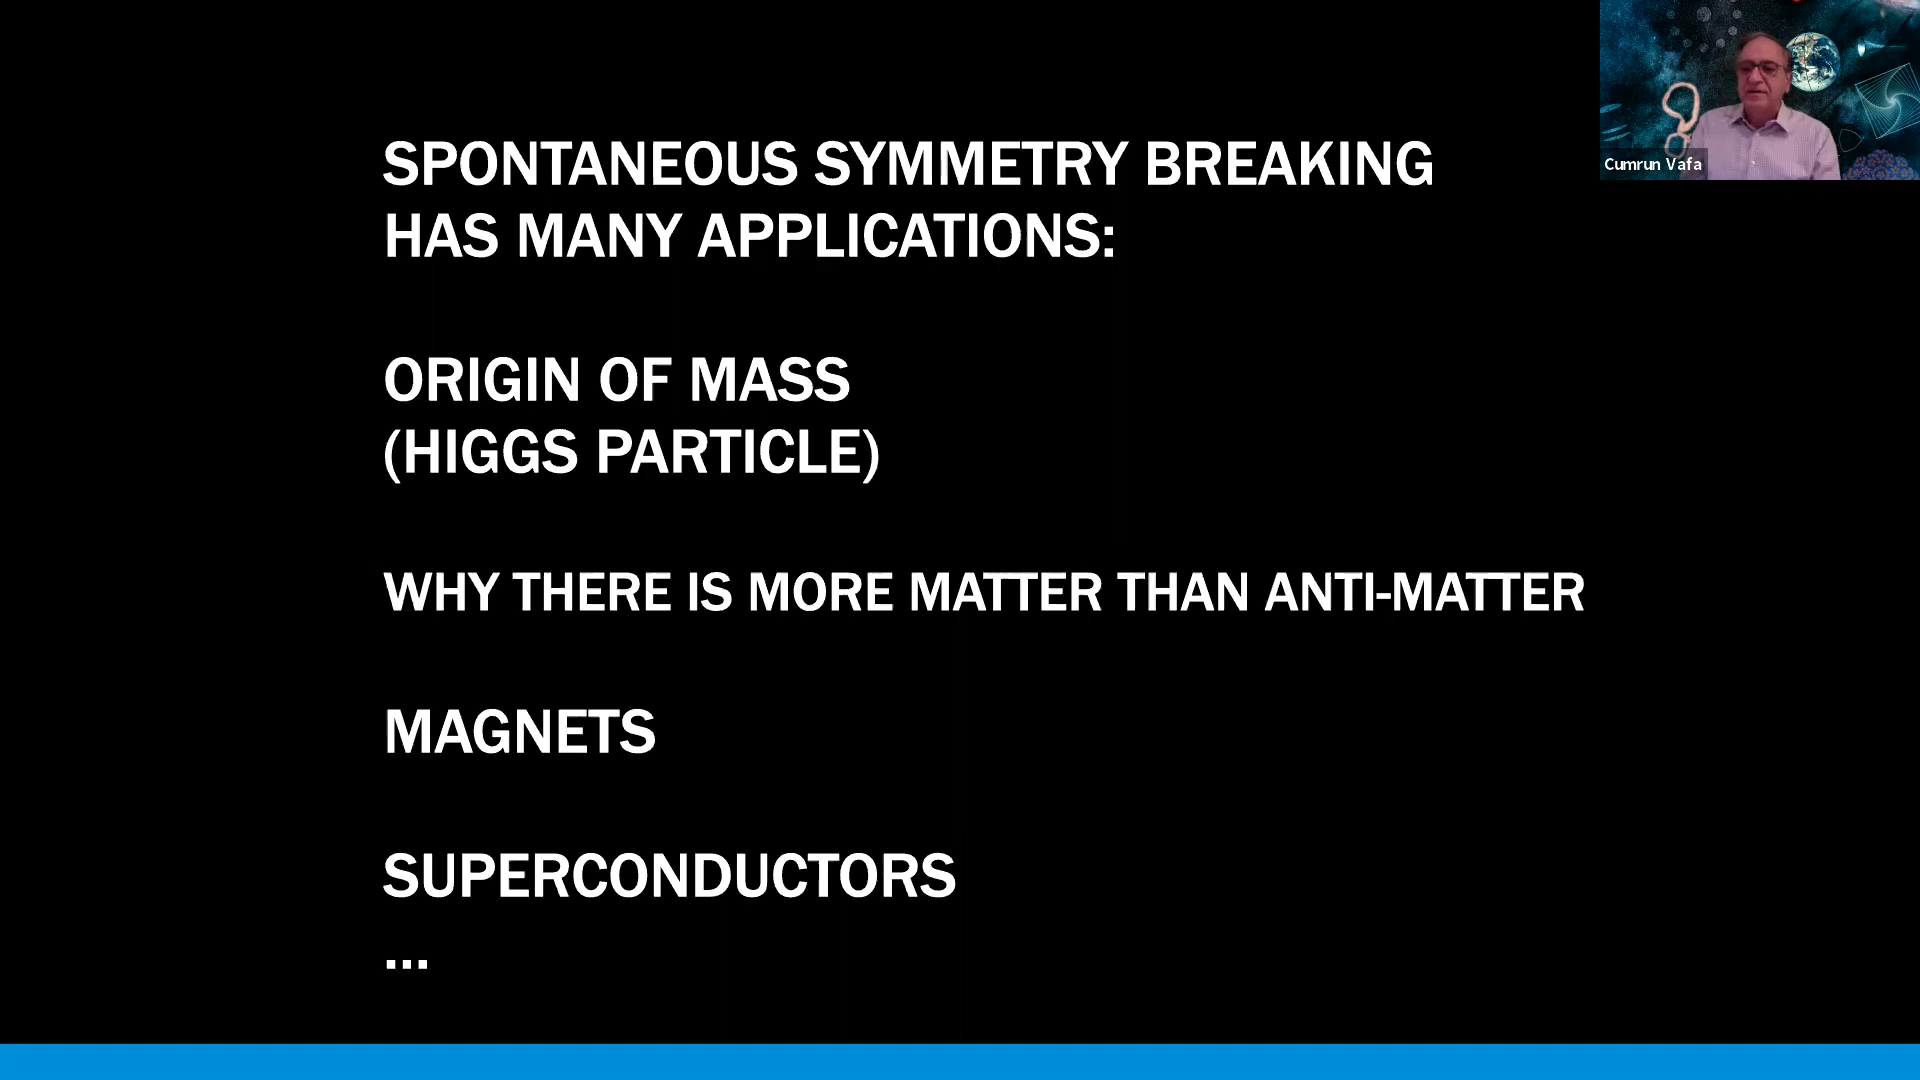 SPONTANEOUS SYMMETRY BREAKING
HAS MANY APPLICATIONS:
ORIGIN OF MASS
(HIGGS PARTICLE)
WHY THERE IS MORE MATTER THAN ANTI-MATTER
MAGNETS
SUPERCONDUCTORS
...
Cumrun Vafa